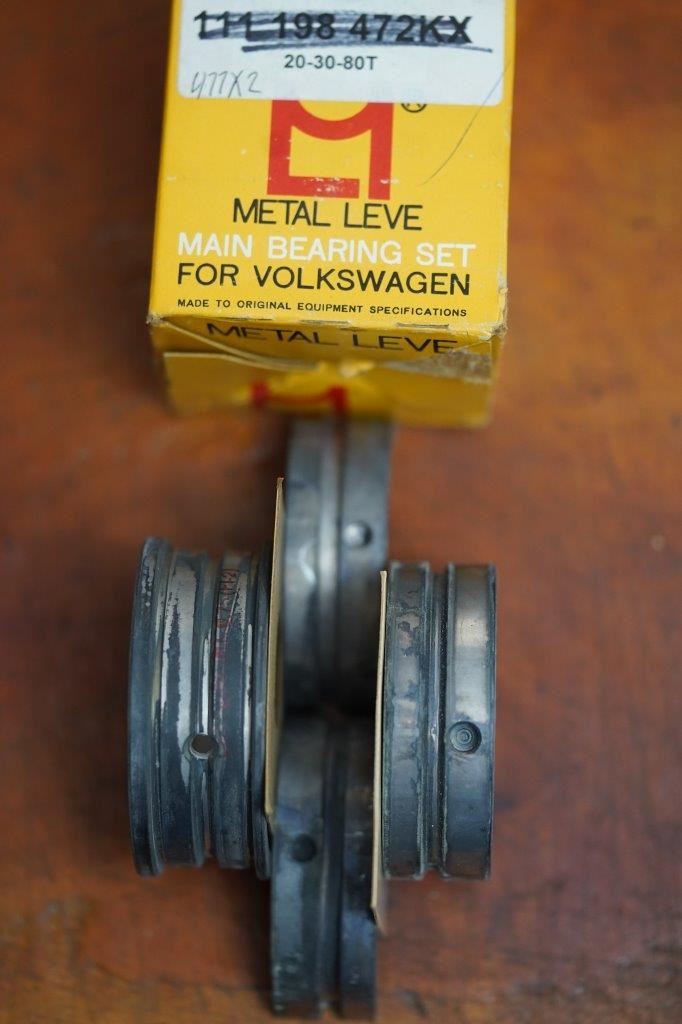 111 198 472KX
20-30-80T
477X2
®
METAL LEVE
MAIN BEARING SET
FOR VOLKSWAGEN
MADE TO ORIGINAL EQUIPMENT SPECIFICATIONS
METAL LEVE